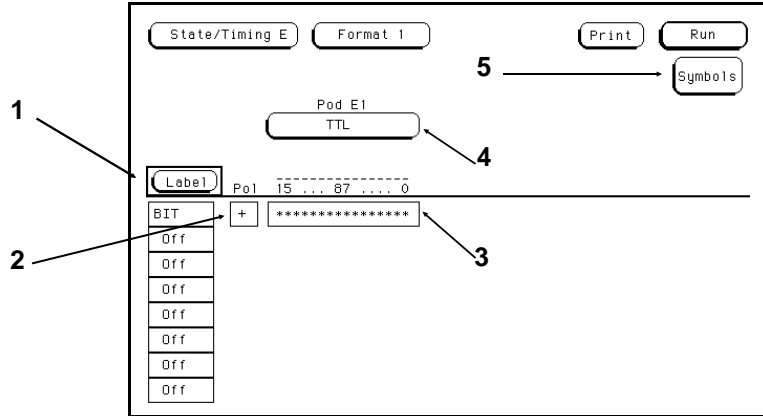 State/Timing E Format 1 Print Run
5 Symbols
1 Pod E1
TTL
4
Label Pol 15 ... 87 .... 0
BIT + ****************
2 Off 3
Off
Off
Off
Off
Off
Off